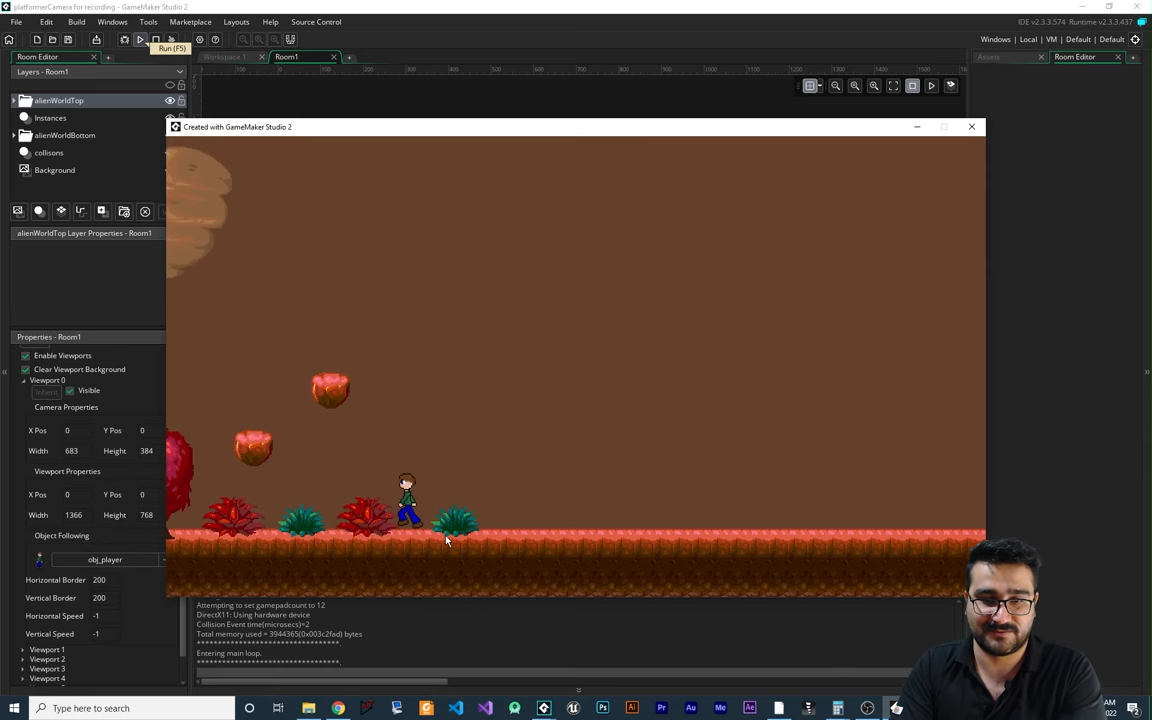 platformerCamera for recording - GameMaker Studio 2
File Edit Build Windows Tools Marketplace Layouts Help Source Control
IDE v2.3.3.574 Runtime v2.3.3.437
Windows | Local | VM | Default | Default
Run (F5)
Room Editor
Workspace 1
Room1
Assets
Room Editor
Layers - Room1
alienWorldTop
Instances
alienWorldBottom
collisons
Background
alienWorldTop Layer Properties - Room1
Properties - Room1
Enable Viewports
Clear Viewport Background
Viewport 0
Inherit
Visible
Camera Properties
X Pos 0 Y Pos 0
Width 683 Height 384
Viewport Properties
X Pos 0 Y Pos 0
Width 1366 Height 768
Object Following
obj_player
Horizontal Border 200
Vertical Border 200
Horizontal Speed -1
Vertical Speed -1
Viewport 1
Viewport 2
Viewport 3
Viewport 4
Created with GameMaker Studio 2
Attempting to set gamepadcount to 12
DirectX11: Using hardware device
Collision Event time(microsecs)=2
Total memory used = 3944365(0x003c2fad) bytes
***********************************.
Entering main loop.
***********************************.
Type here to search
AM